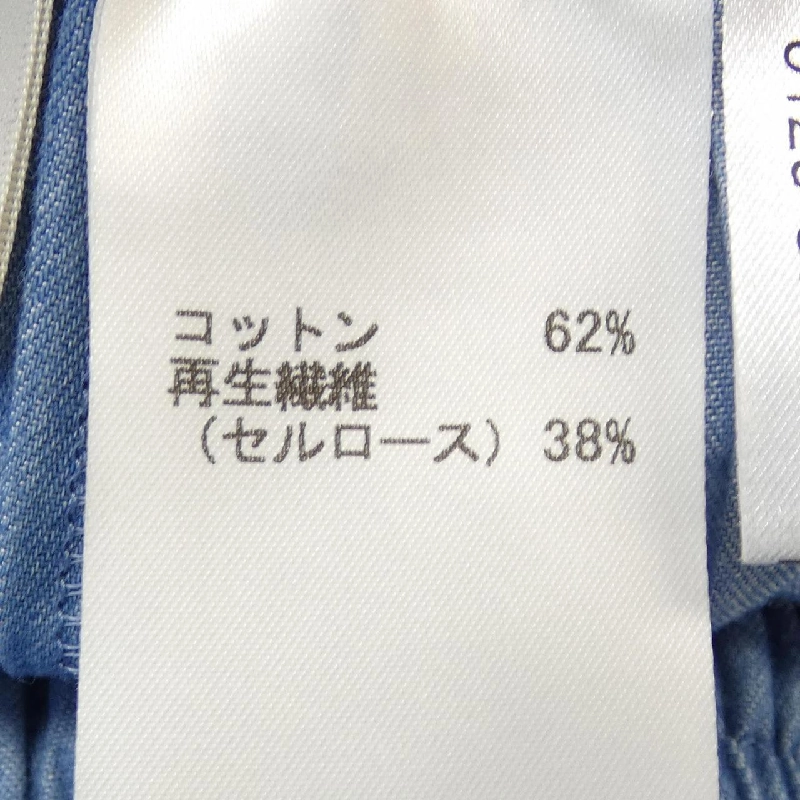 コットン 62%
再生繊維
（セルロース） 38%